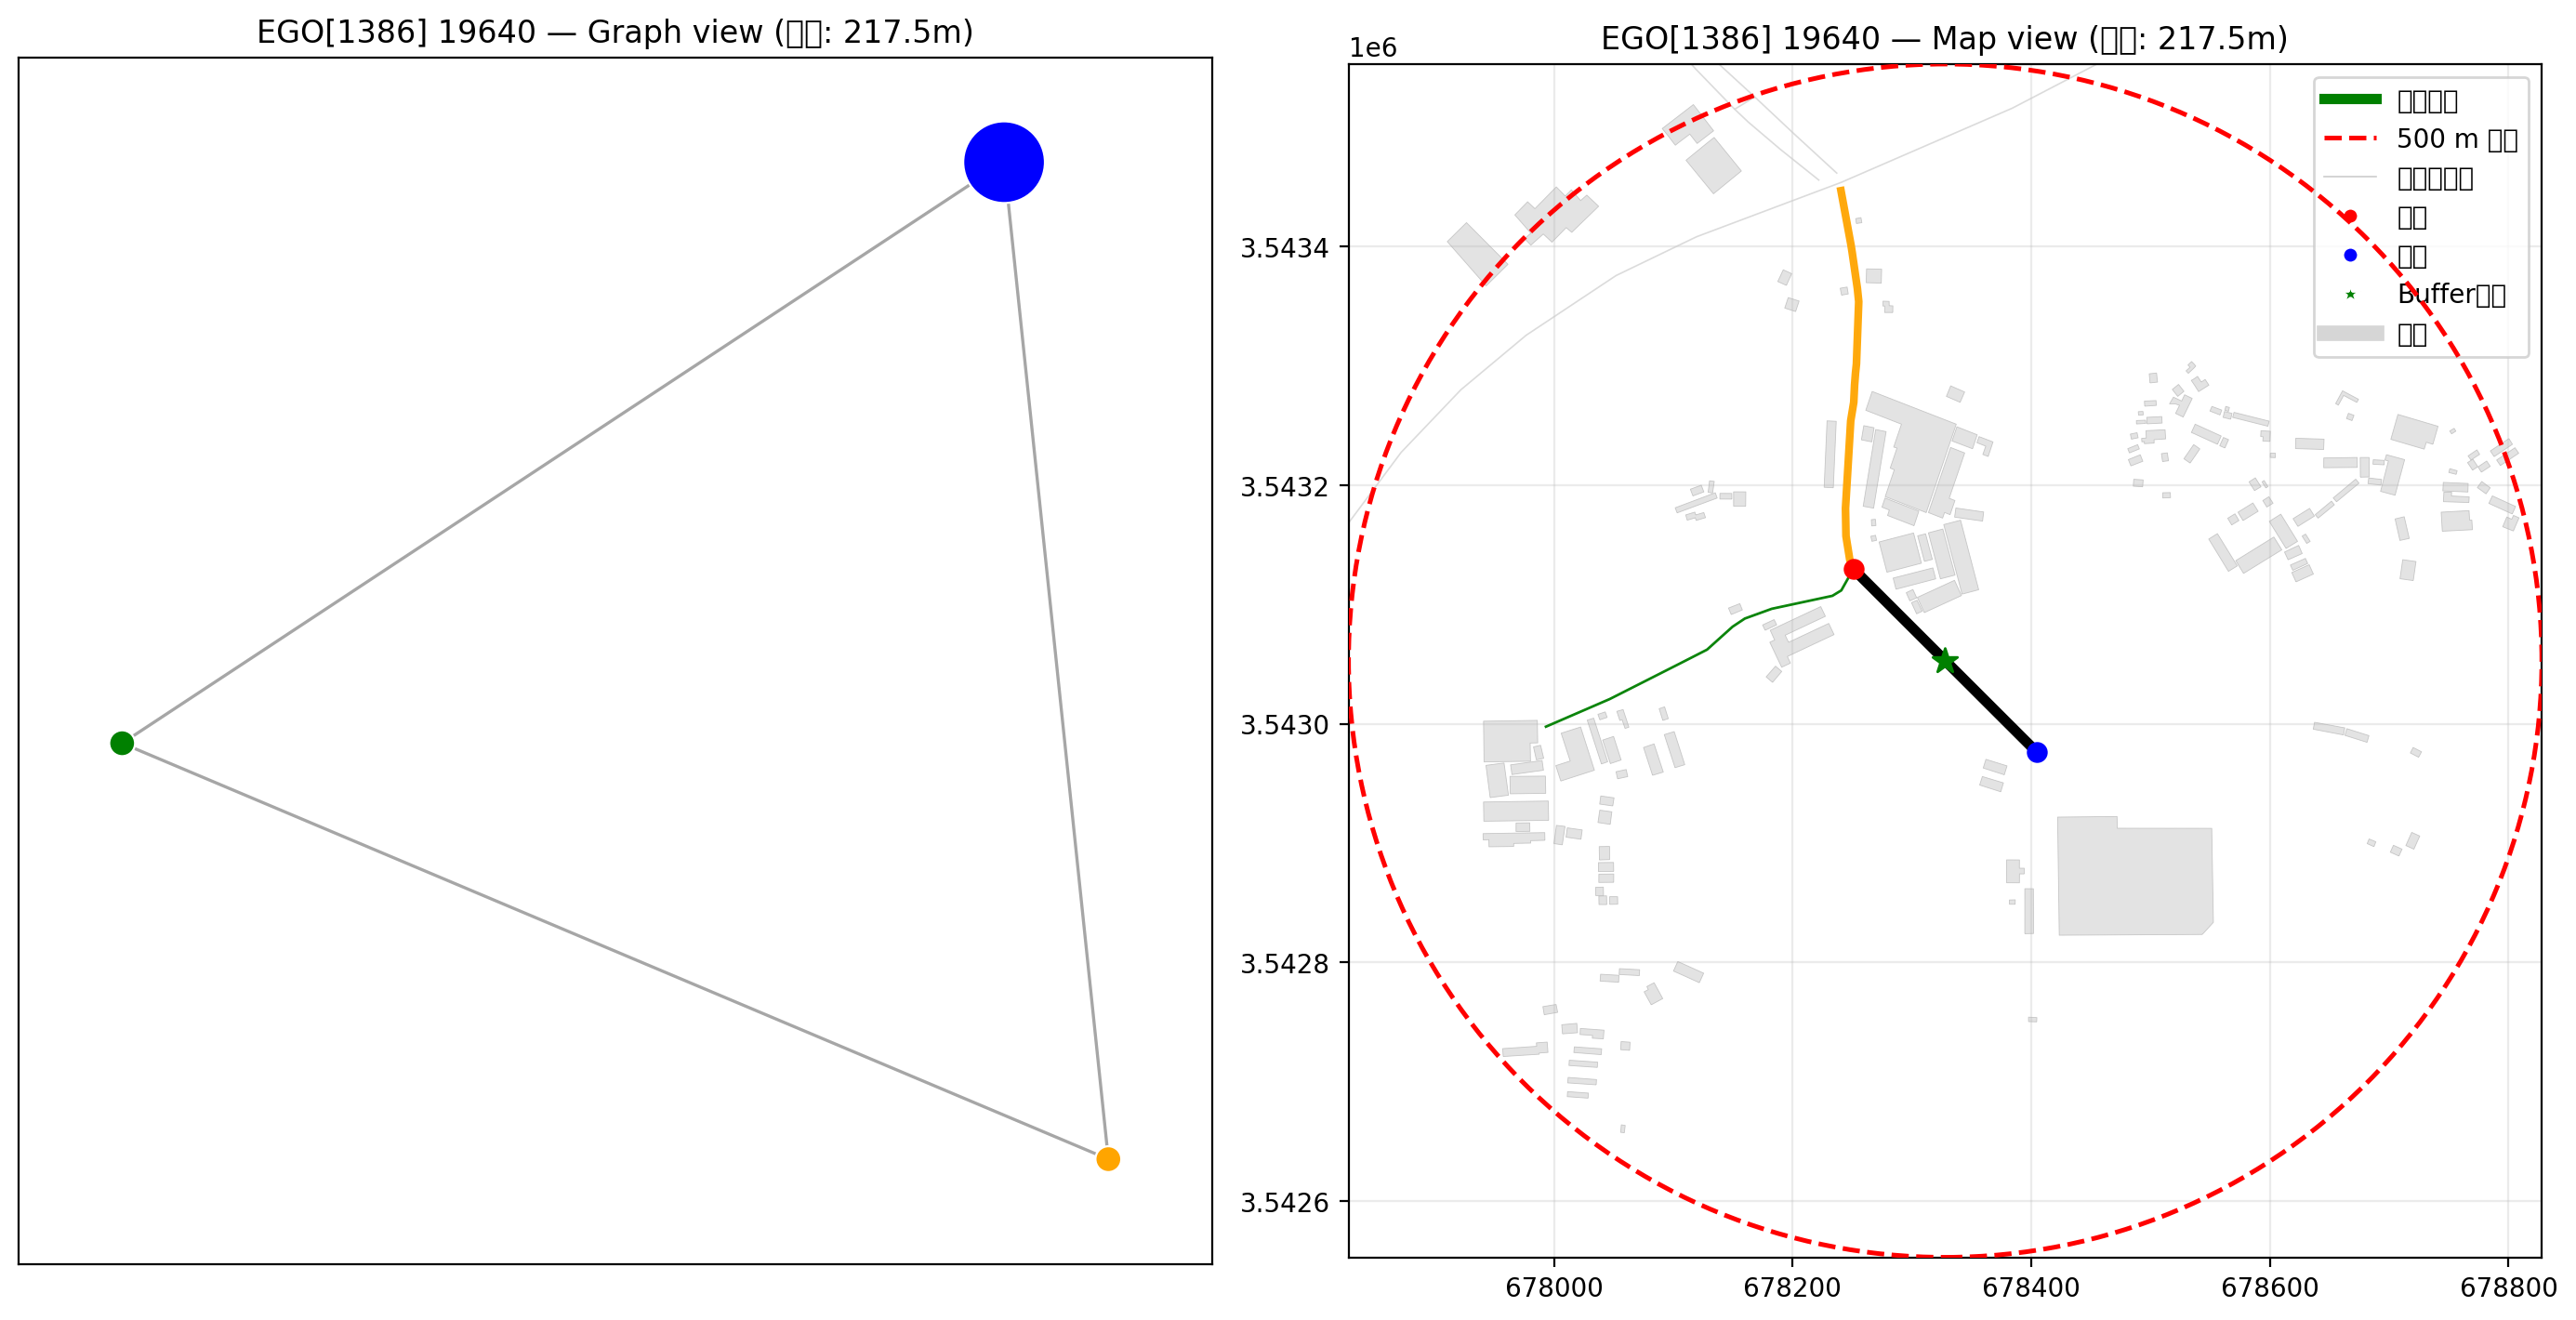 EGO[1386] 19640 — Graph view (□□: 217.5m)
EGO[1386] 19640 — Map view (□□: 217.5m)
1e6
3.5434
3.5432
3.5430
3.5428
3.5426
678000 678200 678400 678600 678800
□□□□
500 m □□
□□□□□
□□
□□
Buffer□□
□□